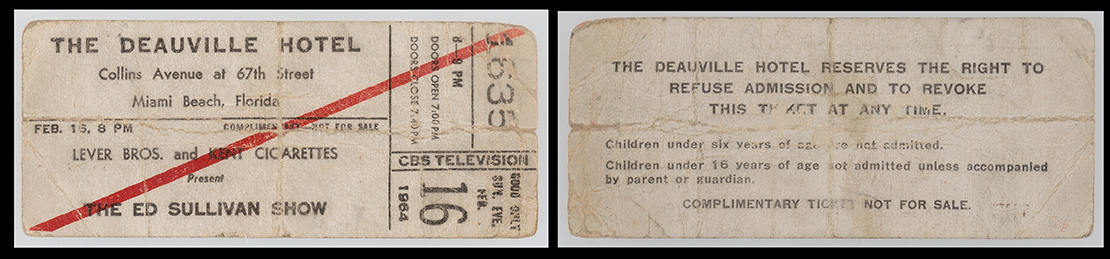 THE DEAUVILLE HOTEL
Collins Avenue at 67th Street
Miami Beach, Florida
FEB. 16, 8 PM COMPLIMENTARY—NOT FOR SALE
LEVER BROS. and KENT CIGARETTES
Present
THE ED SULLIVAN SHOW
1635
8-9 PM
DOORS OPEN 7:00 PM
DOORS CLOSE 7:40 PM
CBS TELEVISION
GOOD ONLY
SUN. EVE.
FEB.
16
1964
THE DEAUVILLE HOTEL RESERVES THE RIGHT TO
REFUSE ADMISSION AND TO REVOKE
THIS TICKET AT ANY TIME.
Children under six years of age are not admitted.
Children under 16 years of age not admitted unless accompanied
by parent or guardian.
COMPLIMENTARY TICKET NOT FOR SALE.